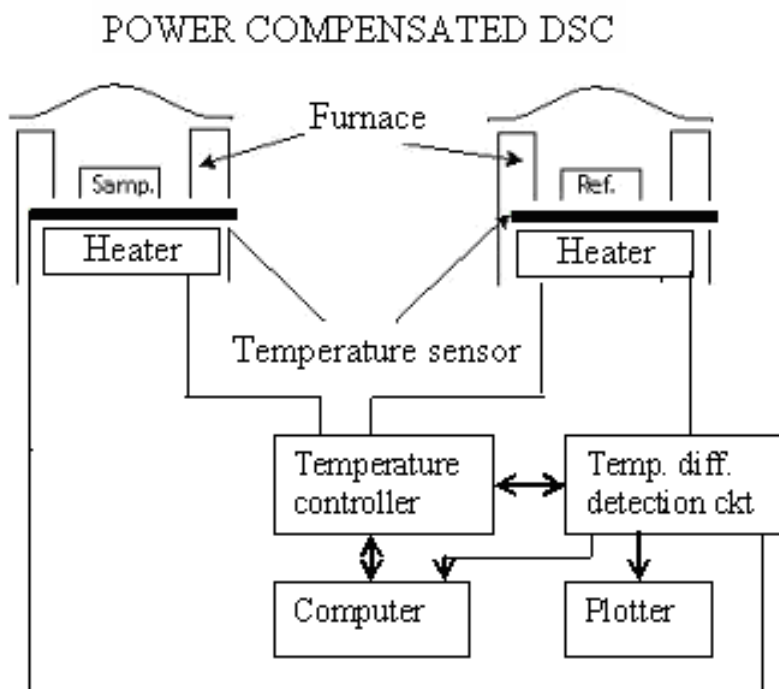 POWER COMPENSATED DSC
Furnace
Samp.
Ref.
Heater
Heater
Temperature sensor
Temperature
controller
Temp. diff.
detection ckt
Computer
Plotter